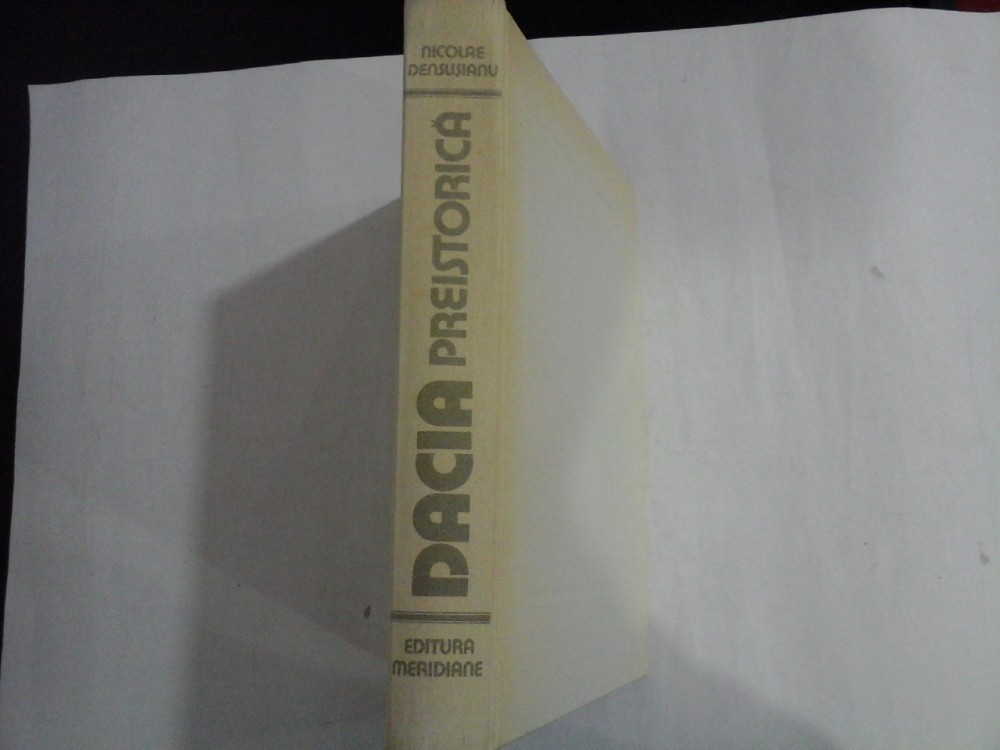 NICOLAE
DENSUSIANU
DACIA PREISTORICĂ
EDITURA
MERIDIANE